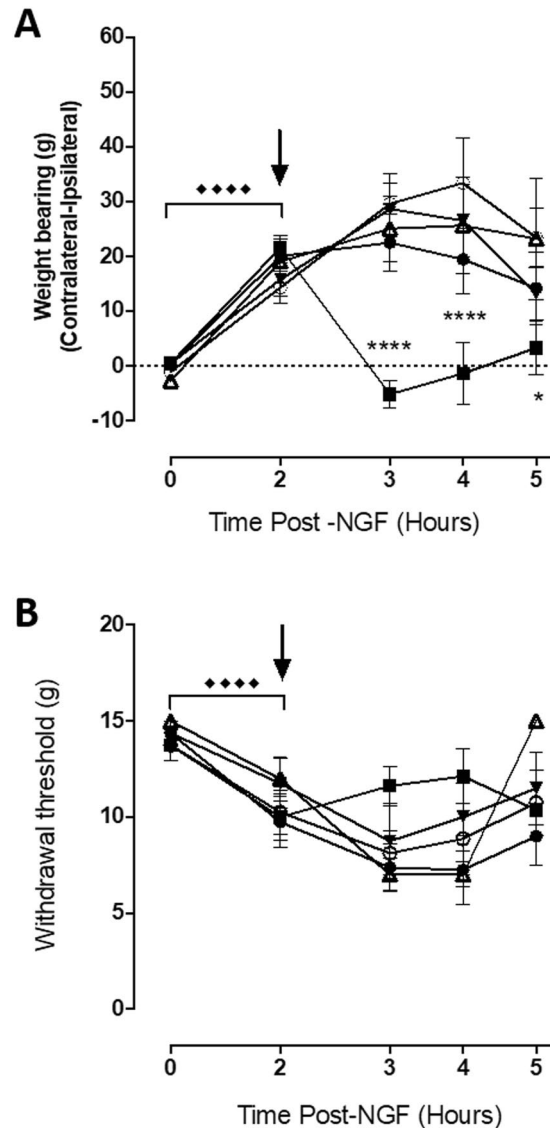 A
Weight bearing (g)
(Contralateral-Ipsilateral)
60
50
40
30
20
10
0
-10
◆◆◆◆
****
****
*
0 2 3 4 5
Time Post -NGF (Hours)
B
Withdrawal threshold (g)
20
15
10
5
0
◆◆◆◆
0 2 3 4 5
Time Post-NGF (Hours)